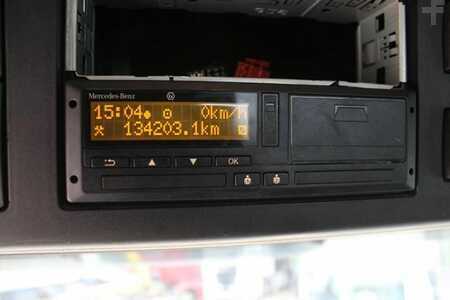 Mercedes-Benz
15:04 0km/h
134203.1km
OK